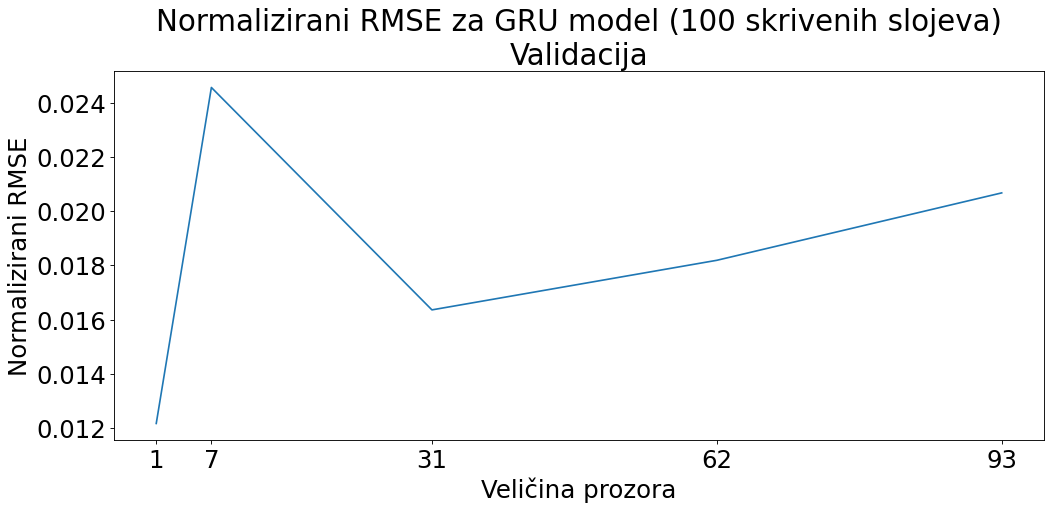 Normalizirani RMSE za GRU model (100 skrivenih slojeva)
Validacija
Normalizirani RMSE
0.024
0.022
0.020
0.018
0.016
0.014
0.012
1 7 31 62 93
Veličina prozora